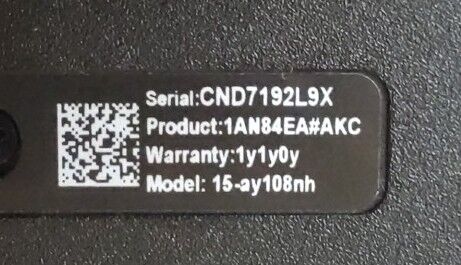 Serial:CND7192L9X
Product:1AN84EA#AKC
Warranty:1y1y0y
Model: 15-ay108nh